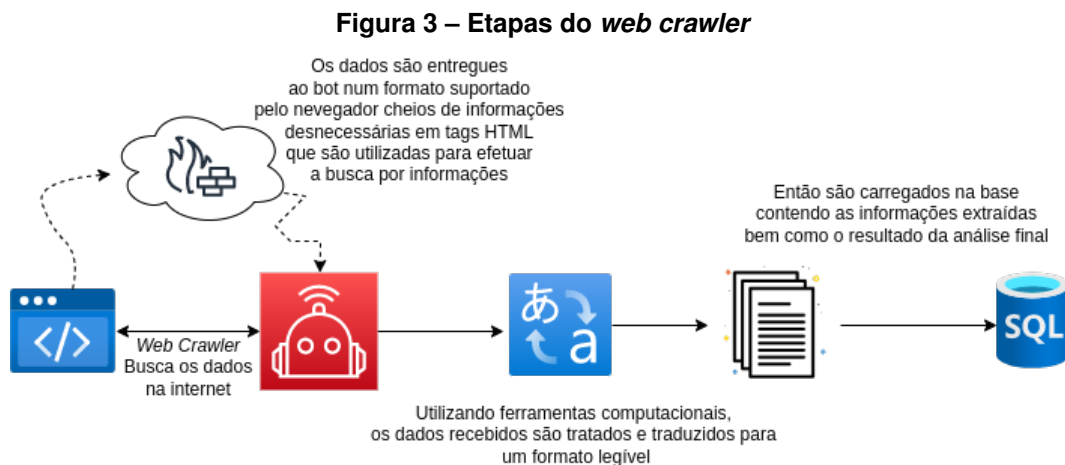 Figura 3 – Etapas do web crawler
Os dados são entregues
ao bot num formato suportado
pelo nevegador cheios de informações
desnecessárias em tags HTML
que são utilizadas para efetuar
a busca por informações
Então são carregados na base
contendo as informações extraídas
bem como o resultado da análise final
</>
Web Crawler
Busca os dados
na internet
あ
a
SQL
Utilizando ferramentas computacionais,
os dados recebidos são tratados e traduzidos para
um formato legível